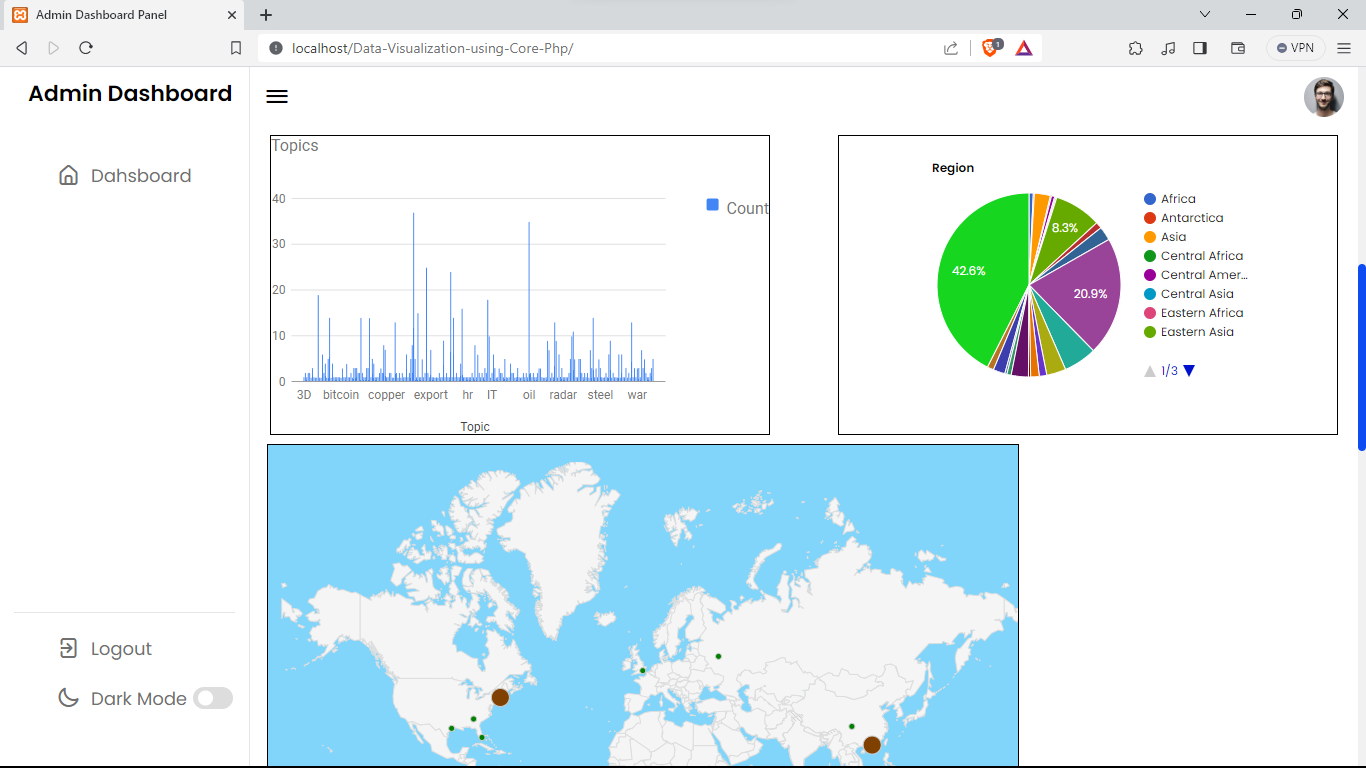 Admin Dashboard Panel
localhost/Data-Visualization-using-Core-Php/
1
VPN
Admin Dashboard
Dahsboard
Logout
Dark Mode
Topics
40
30
20
10
0
3D bitcoin copper export hr IT oil radar steel war
Topic
Count
Region
42.6%
8.3%
20.9%
Africa
Antarctica
Asia
Central Africa
Central Amer...
Central Asia
Eastern Africa
Eastern Asia
1/3